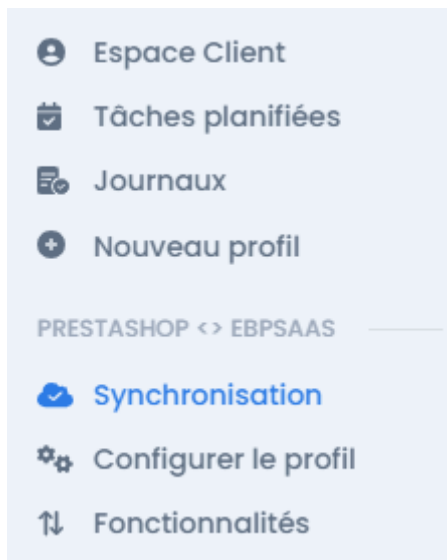 Espace Client
Tâches planifiées
Journaux
Nouveau profil
PRESTASHOP <> EBPSAAS
Synchronisation
Configurer le profil
Fonctionnalités